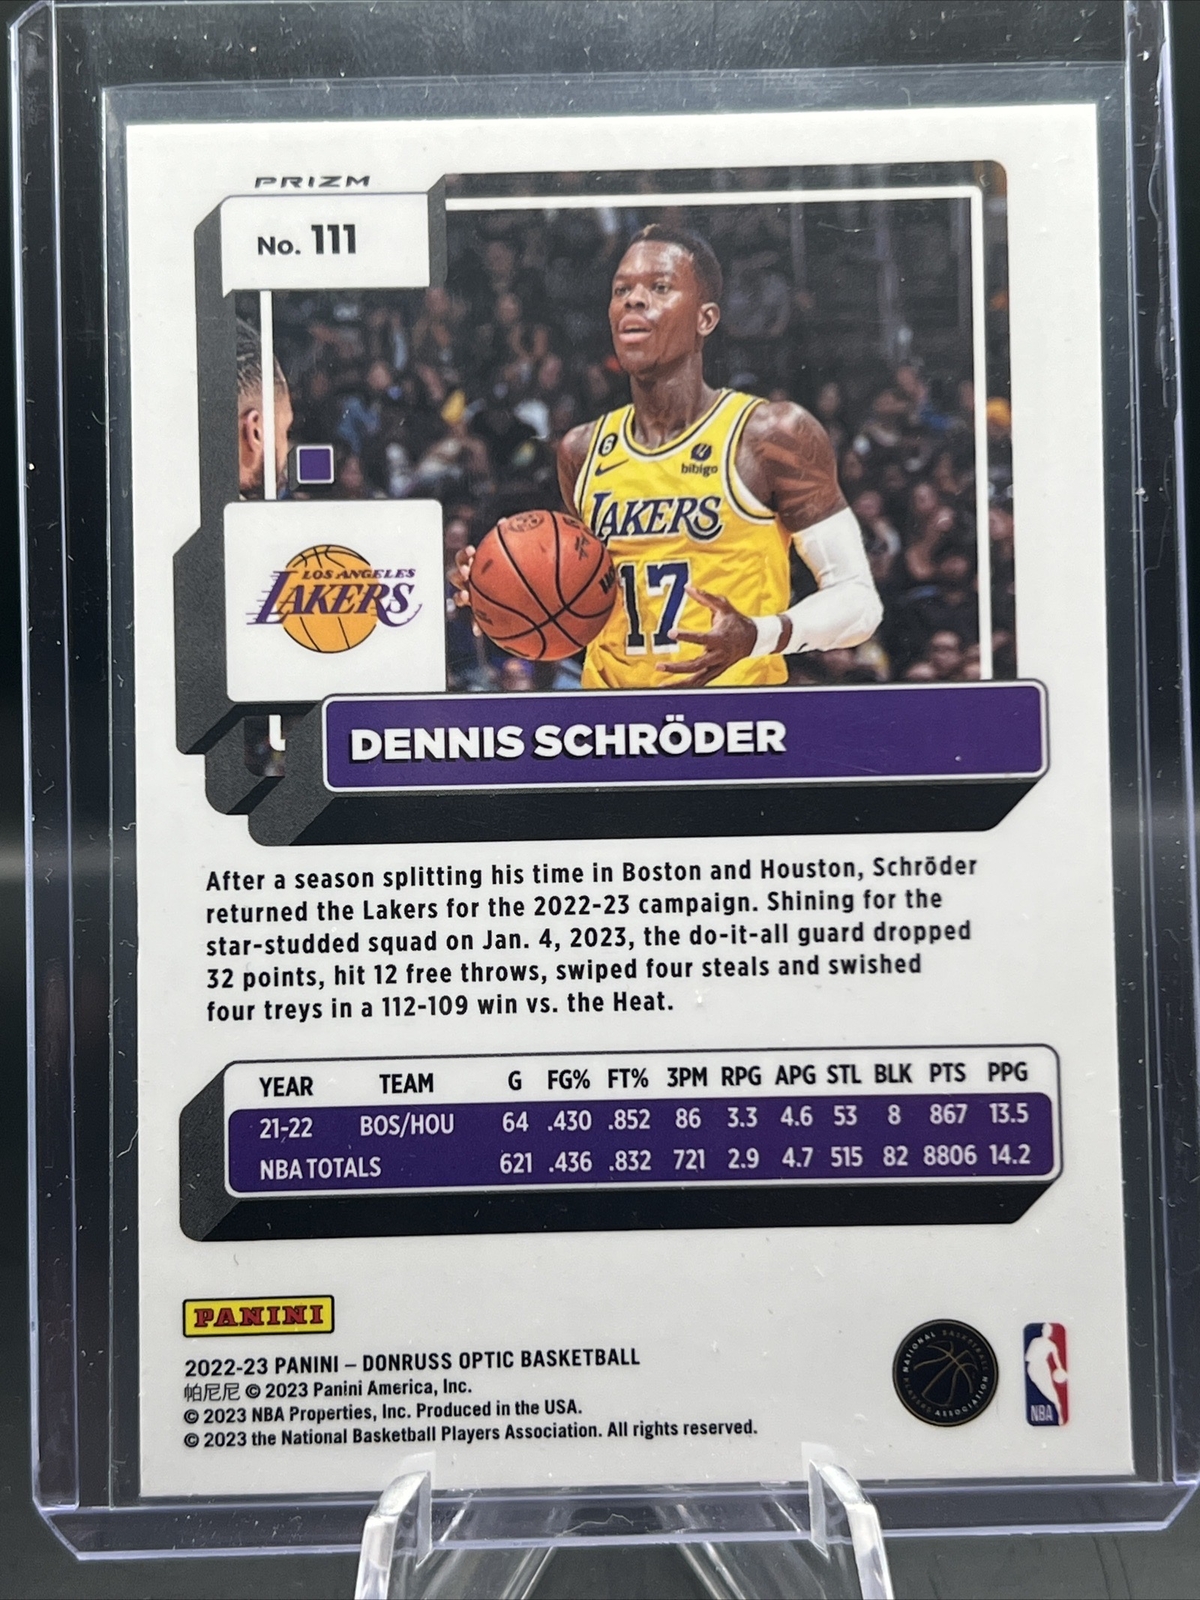 PRIZM
No. 111
6
bibigo
LAKERS
17
LOS ANGELES
LAKERS
DENNIS SCHRÖDER
After a season splitting his time in Boston and Houston, Schröder
returned the Lakers for the 2022-23 campaign. Shining for the
star-studded squad on Jan. 4, 2023, the do-it-all guard dropped
32 points, hit 12 free throws, swiped four steals and swished
four treys in a 112-109 win vs. the Heat.
YEAR TEAM G FG% FT% 3PM RPG APG STL BLK PTS PPG
21-22 BOS/HOU 64 .430 .852 86 3.3 4.6 53 8 867 13.5
NBA TOTALS 621 .436 .832 721 2.9 4.7 515 82 8806 14.2
PANINI
2022-23 PANINI – DONRUSS OPTIC BASKETBALL
帕尼尼 © 2023 Panini America, Inc.
© 2023 NBA Properties, Inc. Produced in the USA.
© 2023 the National Basketball Players Association. All rights reserved.
NATIONAL BASKETBALL PLAYERS ASSOCIATION
NBA